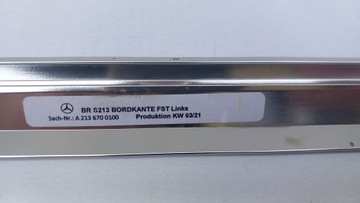 BR S213 BORDKANTE FST Links
Sach-Nr.: A 213 670 0100 Produktion KW 03/21